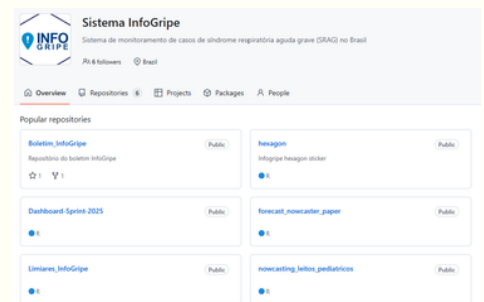 INFO
GRIPE
Sistema InfoGripe
Sistema de monitoramento de casos de síndrome respiratória aguda grave (SRAG) no Brasil
6 followers Brasil
Overview Repositories 6 Projects Packages People
Popular repositories
Boletim_InfoGripe Public
Repositório do boletim InfoGripe
1 1
hexagon Public
Infogripe hexagon sticker
R
Dashboard-Sprint-2025 Public
R
forecast_nowcaster_paper Public
R
Limiares_InfoGripe Public
R
nowcasting_leitos_pediatricos Public
R